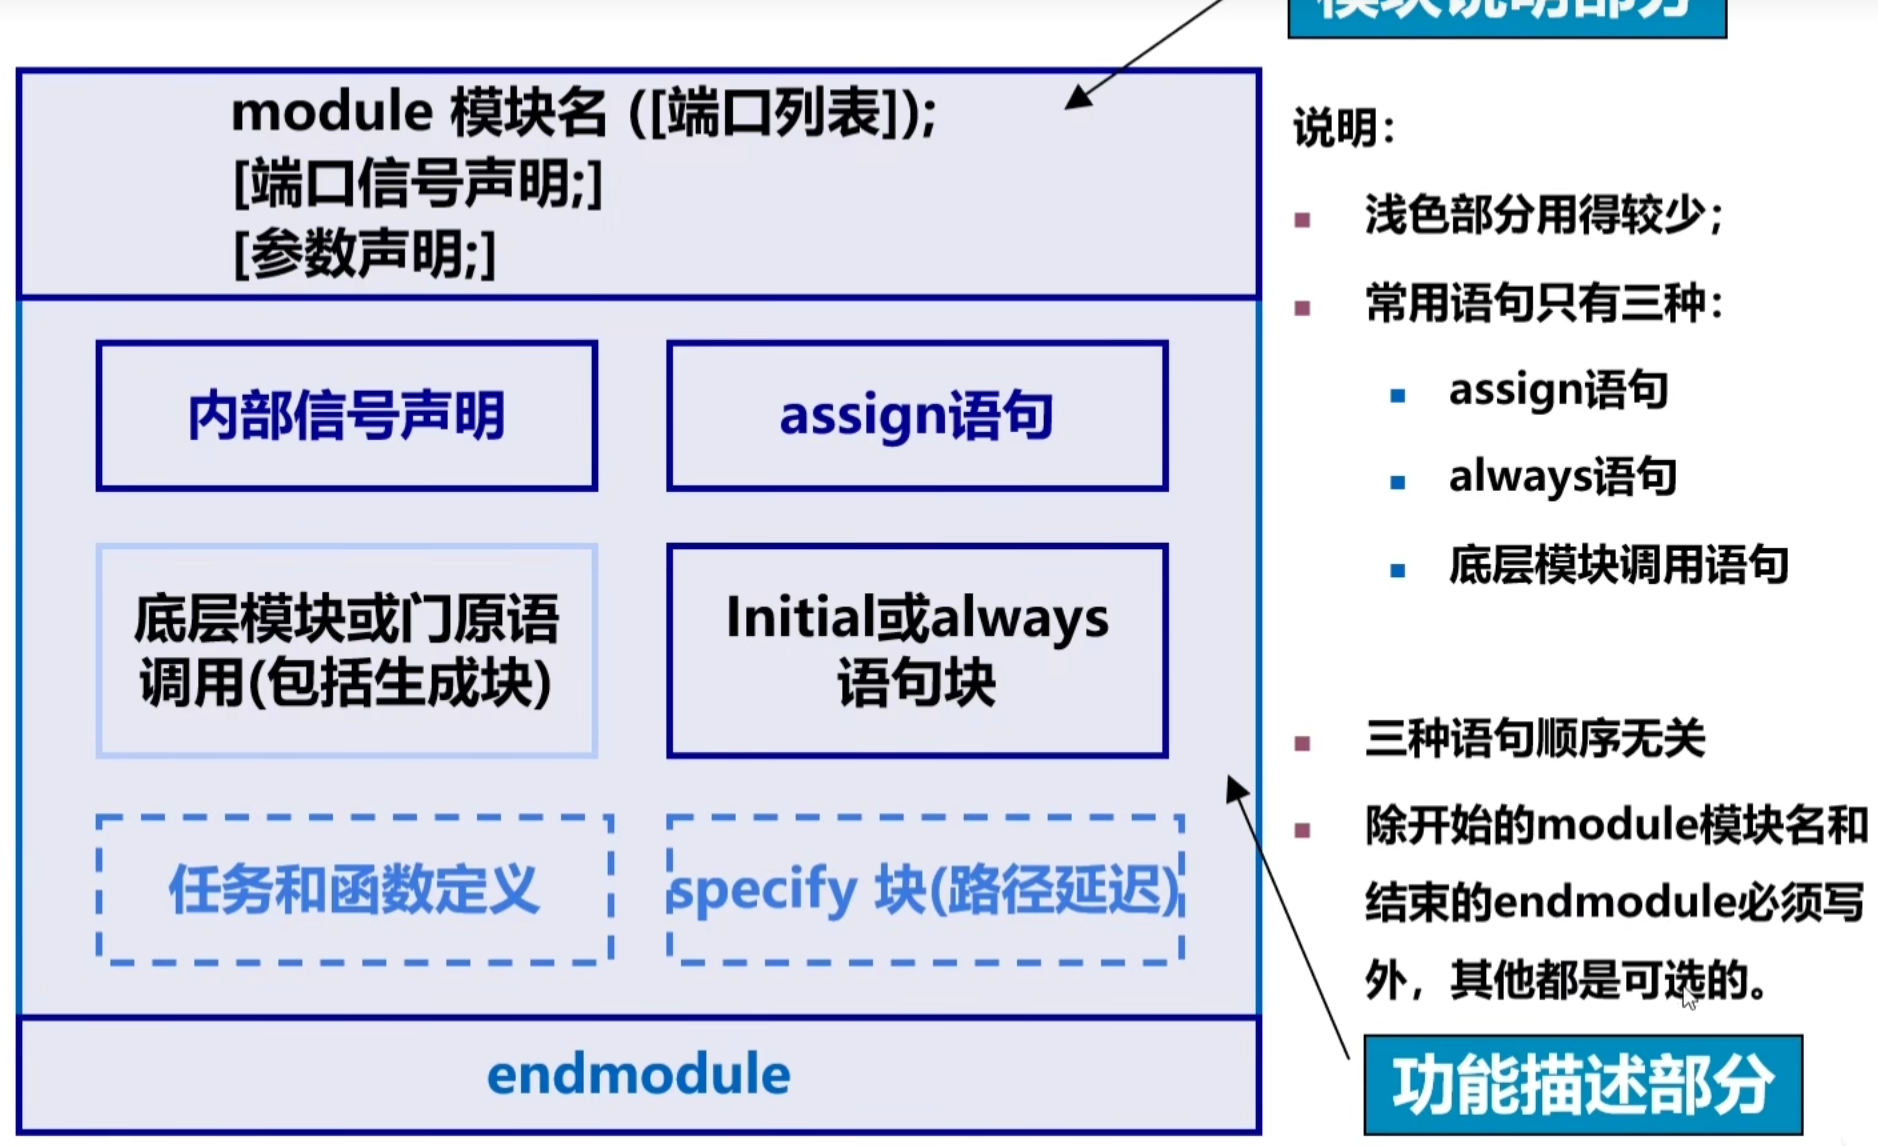 模块说明部分
module 模块名 ([端口列表]);
[端口信号声明;]
[参数声明;]
内部信号声明
assign语句
底层模块或门原语
调用(包括生成块)
Initial或always
语句块
任务和函数定义
specify 块(路径延迟)
endmodule
说明：
浅色部分用得较少；
常用语句只有三种：
assign语句
always语句
底层模块调用语句
三种语句顺序无关
除开始的module模块名和
结束的endmodule必须写
外，其他都是可选的。
功能描述部分